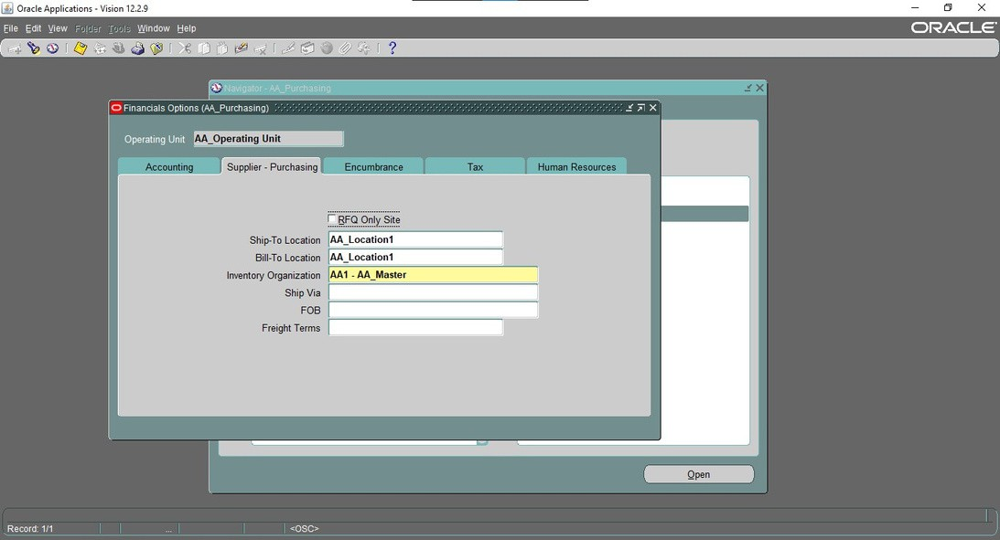 Oracle Applications - Vision 12.2.9
File Edit View Folder Tools Window Help
ORACLE
Navigator - AA_Purchasing
Financials Options (AA_Purchasing)
Operating Unit AA_Operating Unit
Accounting Supplier - Purchasing Encumbrance Tax Human Resources
RFQ Only Site
Ship-To Location AA_Location1
Bill-To Location AA_Location1
Inventory Organization AA1 - AA_Master
Ship Via
FOB
Freight Terms
Open
Record: 1/1 ... <OSC>